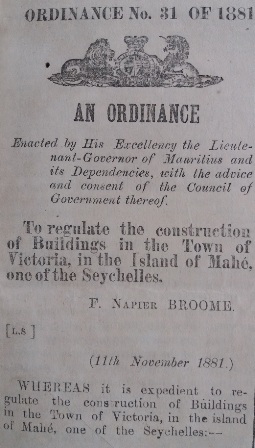 ORDINANCE No. 31 OF 1881
AN ORDINANCE
Enacted by His Excellency the Lieute-
nant-Governor of Mauritius and
its Dependencies, with the advice
and consent of the Council of
Government thereof.
To regulate the construction
of Buildings in the Town of
Victoria, in the Island of Mahé,
one of the Seychelles.
F. NAPIER BROOME.
[L.S]
(11th November 1881.)
WHEREAS it is expedient to re-
gulate the construction of Buildings
in the Town of Victoria, in the island
of Mahé, one of the Seychelles:—